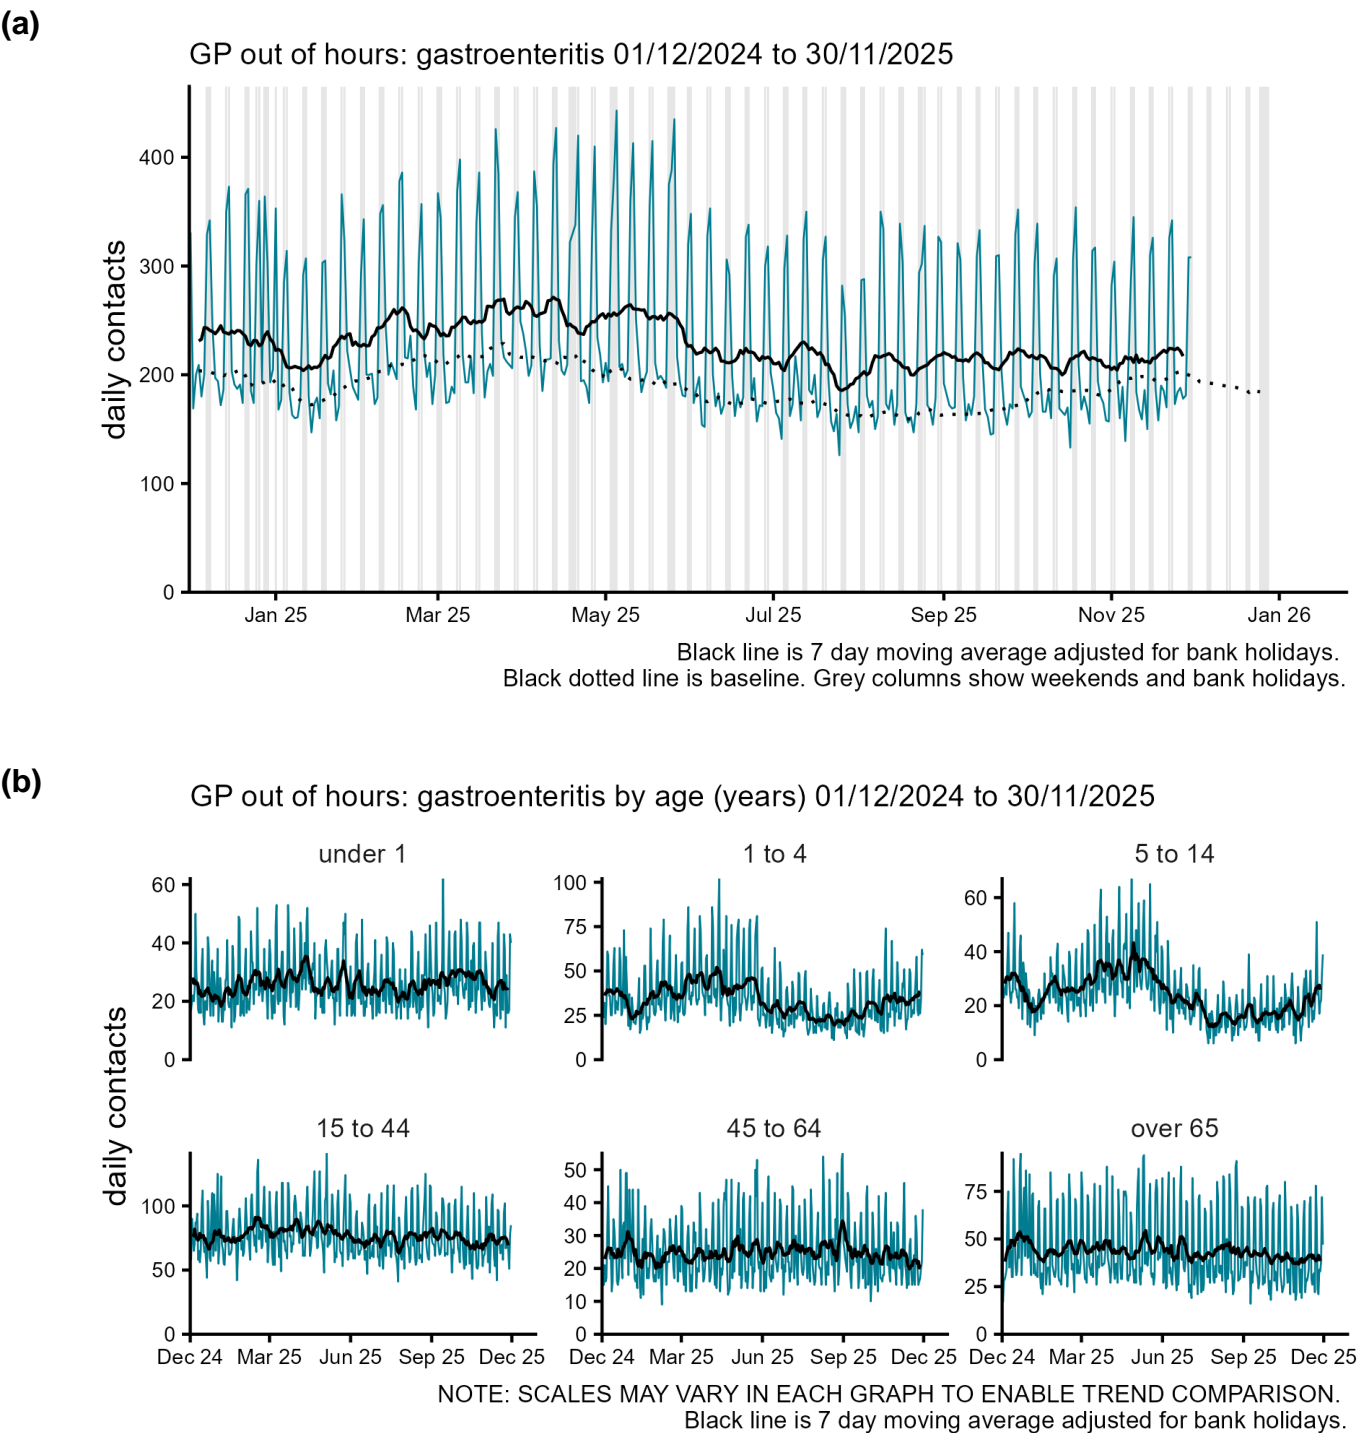 (a)
GP out of hours: gastroenteritis 01/12/2024 to 30/11/2025
daily contacts
400
300
200
100
0
Jan 25 Mar 25 May 25 Jul 25 Sep 25 Nov 25 Jan 26
Black line is 7 day moving average adjusted for bank holidays.
Black dotted line is baseline. Grey columns show weekends and bank holidays.
(b)
GP out of hours: gastroenteritis by age (years) 01/12/2024 to 30/11/2025
daily contacts
under 1
60
40
20
0
1 to 4
100
75
50
25
0
5 to 14
60
40
20
0
15 to 44
100
50
0
Dec 24 Mar 25 Jun 25 Sep 25 Dec 25
45 to 64
50
40
30
20
10
0
Dec 24 Mar 25 Jun 25 Sep 25 Dec 25
over 65
75
50
25
0
Dec 24 Mar 25 Jun 25 Sep 25 Dec 25
NOTE: SCALES MAY VARY IN EACH GRAPH TO ENABLE TREND COMPARISON.
Black line is 7 day moving average adjusted for bank holidays.